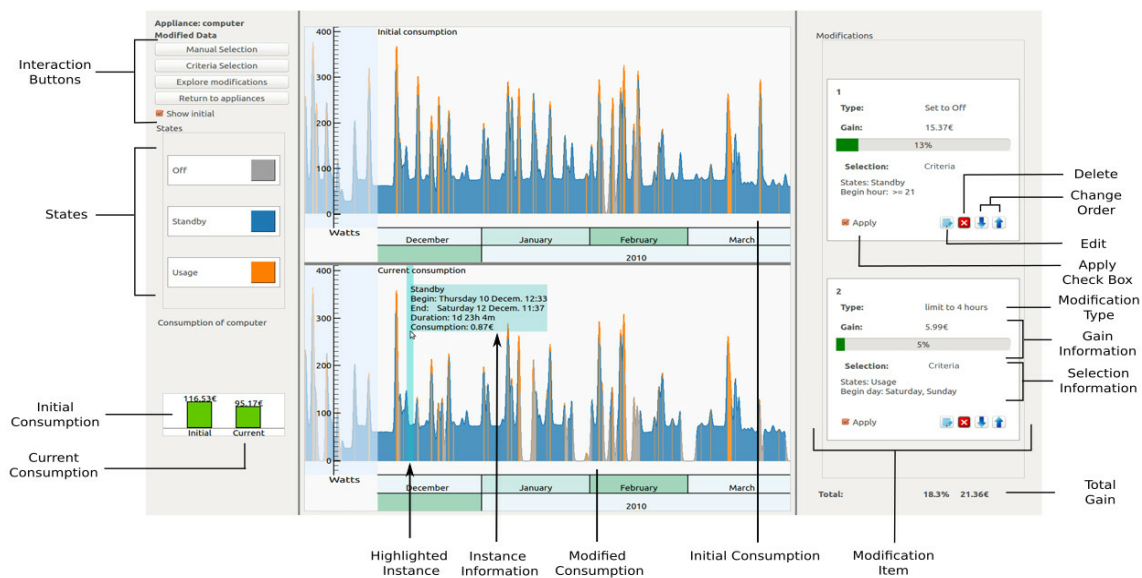 Appliance: computer
Modified Data
Manual Selection
Criteria Selection
Explore modifications
Return to appliances
Show initial
States
Off
Standby
Usage
Consumption of computer
116.53€
95.17€
Initial
Current
Interaction
Buttons
States
Initial
Consumption
Current
Consumption
Initial consumption
400
300
200
100
0
Watts
December
January
February
March
2010
Current consumption
400
300
200
100
0
Standby
Begin: Thursday 10 Decem. 12:33
End: Saturday 12 Decem. 11:37
Duration: 1d 23h 4m
Consumption: 0.87€
Watts
December
January
February
March
2010
Highlighted
Instance
Instance
Information
Modified
Consumption
Initial Consumption
Modification
Item
Modifications
1
Type: Set to Off
Gain: 15.37€
13%
Selection: Criteria
States: Standby
Begin hour: >= 21
Apply
2
Type: limit to 4 hours
Gain: 5.99€
5%
Selection: Criteria
States: Usage
Begin day: Saturday, Sunday
Apply
Total: 18.3% 21.36€
Delete
Change
Order
Edit
Apply
Check Box
Modification
Type
Gain
Information
Selection
Information
Total
Gain